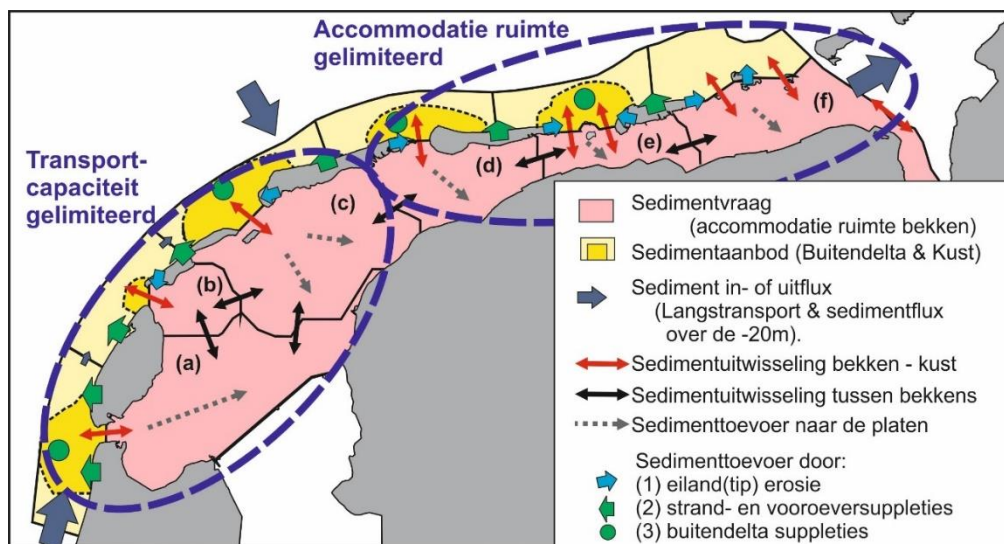 Accommodatie ruimte
gelimiteerd
Transport-
capaciteit
gelimiteerd
(a)
(b)
(c)
(d)
(e)
(f)
Sedimentvraag
(accommodatie ruimte bekken)
Sedimentaanbod (Buitendelta & Kust)
Sediment in- of uitflux
(Langstransport & sedimentflux
over de -20m).
Sedimentuitwisseling bekken - kust
Sedimentuitwisseling tussen bekkens
Sedimenttoevoer naar de platen
Sedimenttoevoer door:
(1) eiland(tip) erosie
(2) strand- en vooroeversuppleties
(3) buitendelta suppleties